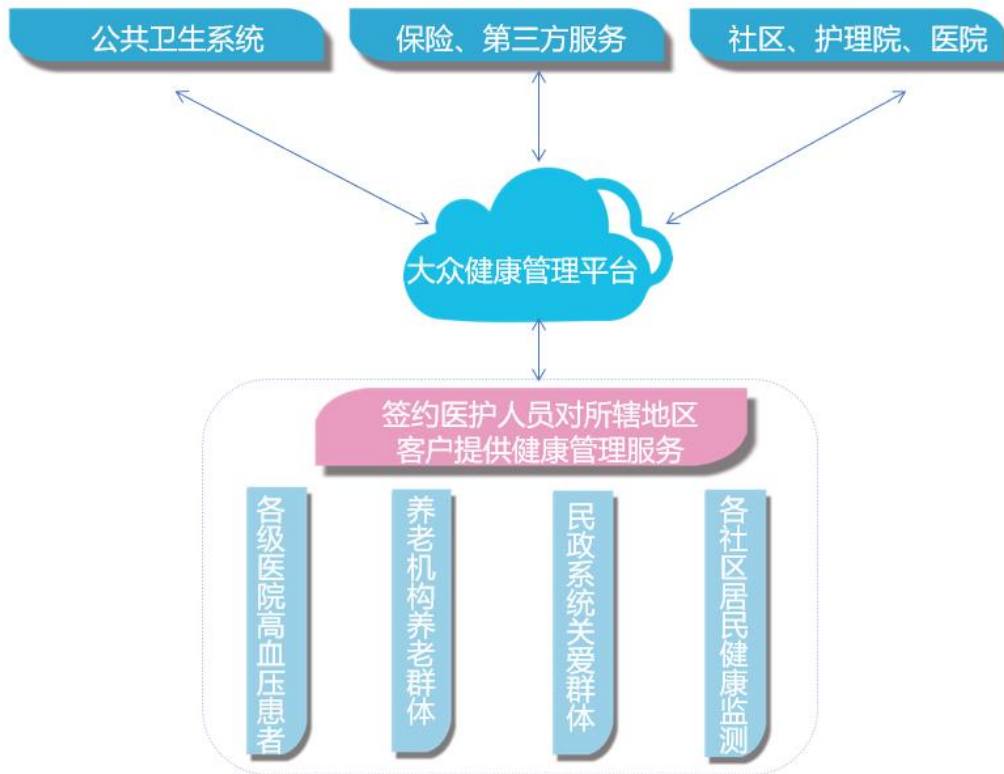 公共卫生系统
保险、第三方服务
社区、护理院、医院
大众健康管理平台
签约医护人员对所辖地区
客户提供健康管理服务
各级医院高血压患者
养老机构养老群体
民政系统关爱群体
各社区居民健康监测